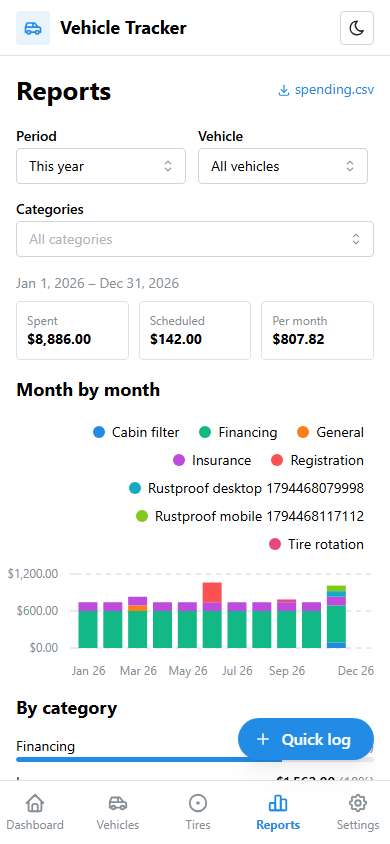 Vehicle Tracker
Reports
spending.csv
Period
Vehicle
This year
All vehicles
Categories
All categories
Jan 1, 2026 – Dec 31, 2026
Spent
$8,886.00
Scheduled
$142.00
Per month
$807.82
Month by month
Cabin filter
Financing
General
Insurance
Registration
Rustproof desktop 1794468079998
Rustproof mobile 1794468117112
Tire rotation
$1,200.00
$600.00
$0.00
Jan 26
Mar 26
May 26
Jul 26
Sep 26
Dec 26
By category
Financing
+ Quick log
Dashboard
Vehicles
Tires
Reports
Settings